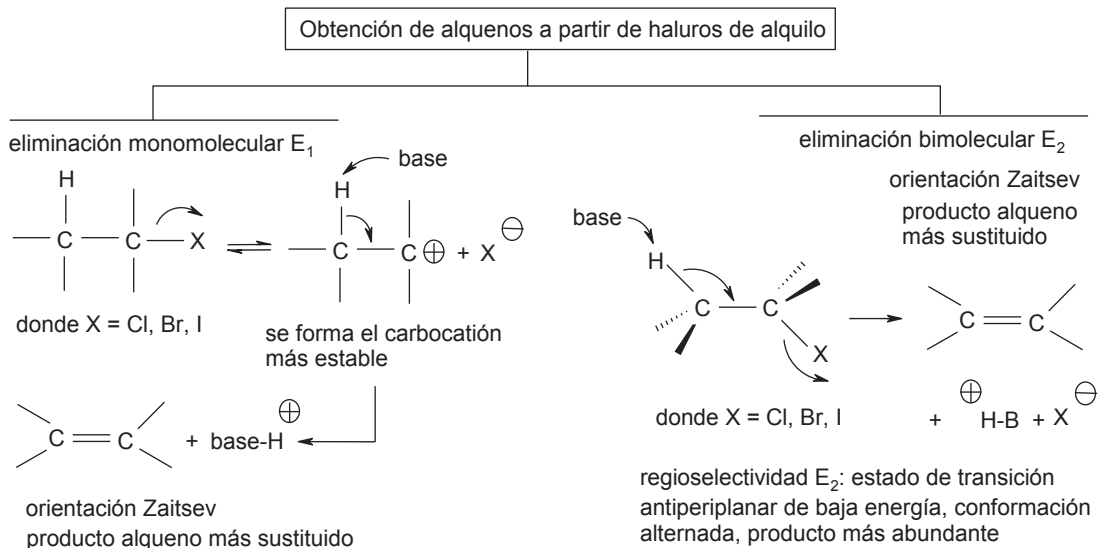 Obtención de alquenos a partir de haluros de alquilo
eliminación monomolecular E₁
H
C
C
X
H
base
C
C
⊕
+ X
⊖
donde X = Cl, Br, I
se forma el carbocatión
más estable
C
C
+ base-H
⊕
orientación Zaitsev
producto alqueno más sustituido
eliminación bimolecular E₂
orientación Zaitsev
producto alqueno
más sustituido
base
H
C
C
X
C
C
donde X = Cl, Br, I
+
⊕
H-B + X
⊖
regioselectividad E₂: estado de transición
antiperiplanar de baja energía, conformación
alternada, producto más abundante